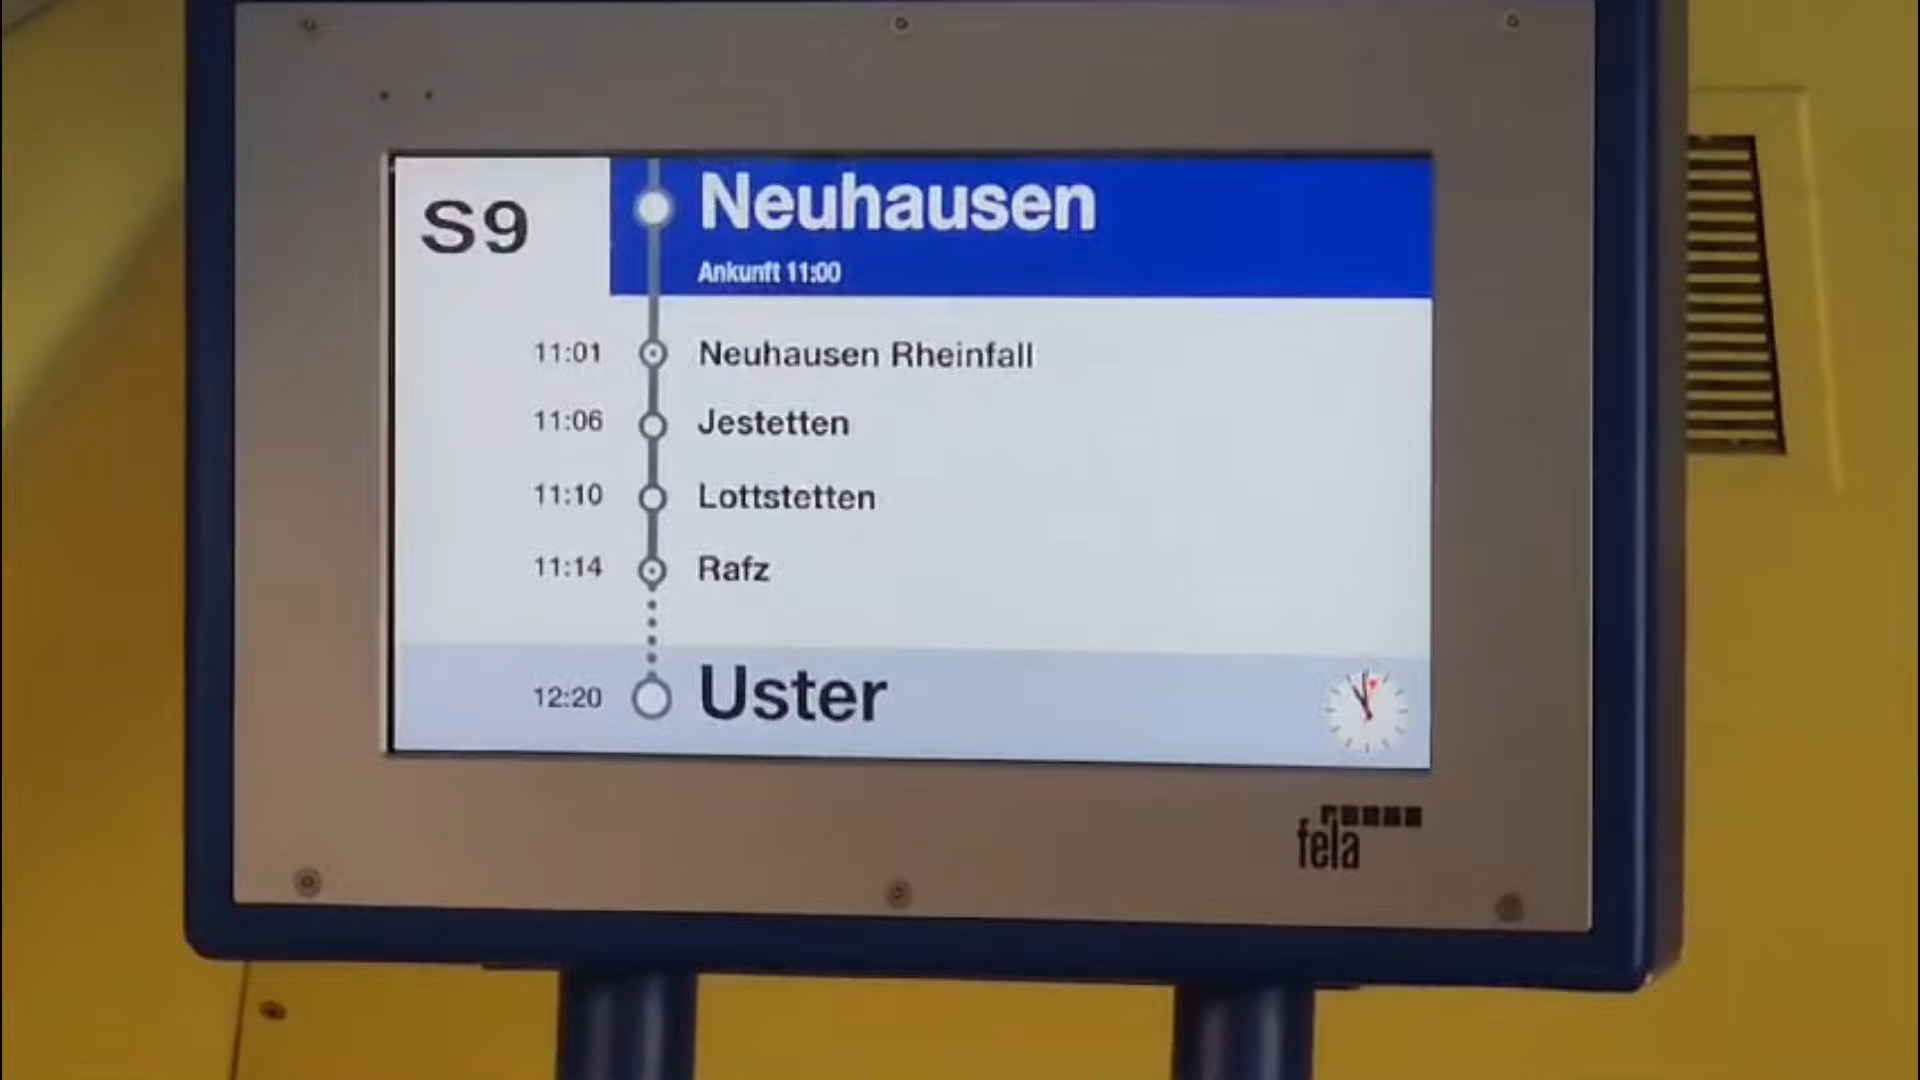 S9
Neuhausen
Ankunft 11:00
11:01 Neuhausen Rheinfall
11:06 Jestetten
11:10 Lottstetten
11:14 Rafz
12:20 Uster
fela